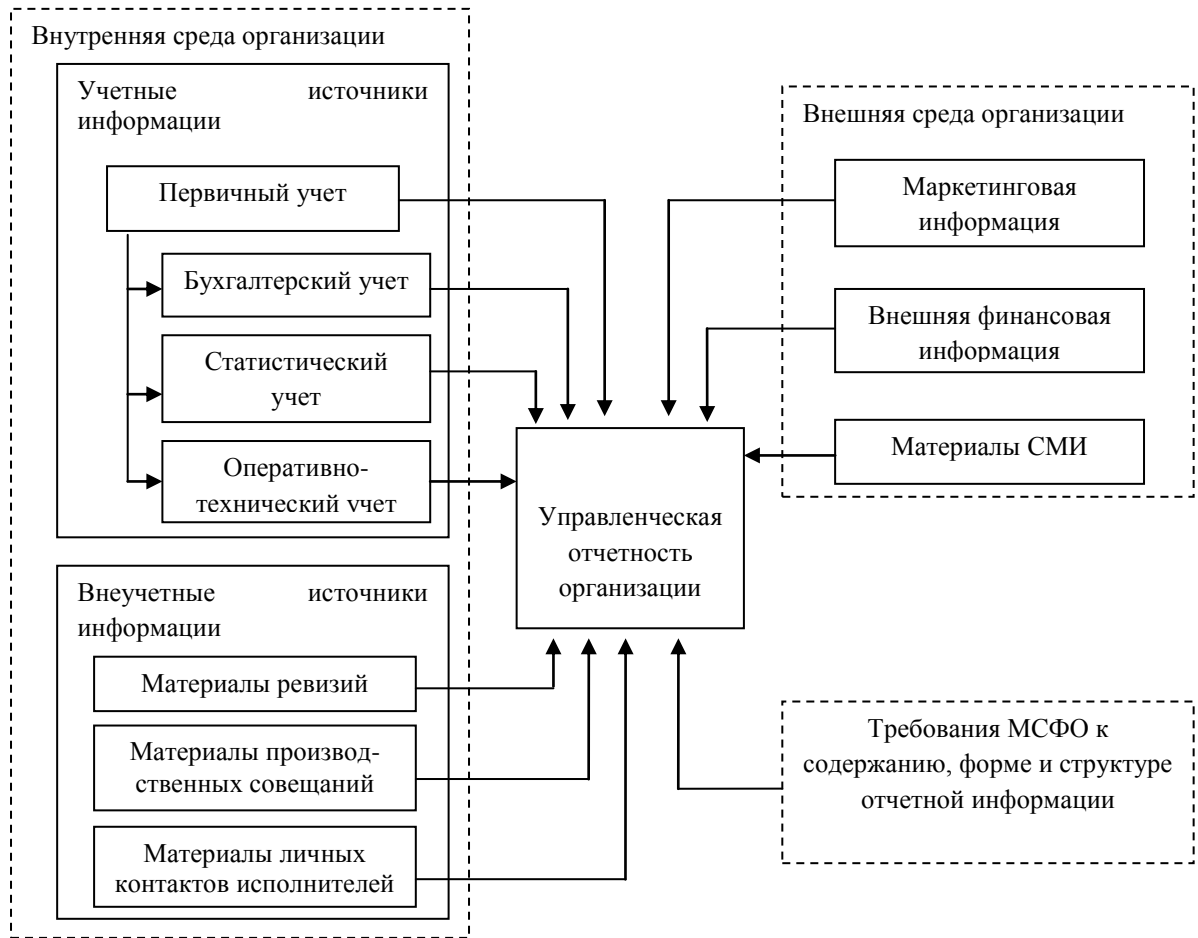 Внутренняя среда организации
Учетные источники
информации
Первичный учет
Бухгалтерский учет
Статистический
учет
Оперативно-
технический учет
Внеучетные источники
информации
Материалы ревизий
Материалы производ-
ственных совещаний
Материалы личных
контактов исполнителей
Управленческая
отчетность
организации
Внешняя среда организации
Маркетинговая
информация
Внешняя финансовая
информация
Материалы СМИ
Требования МСФО к
содержанию, форме и структуре
отчетной информации